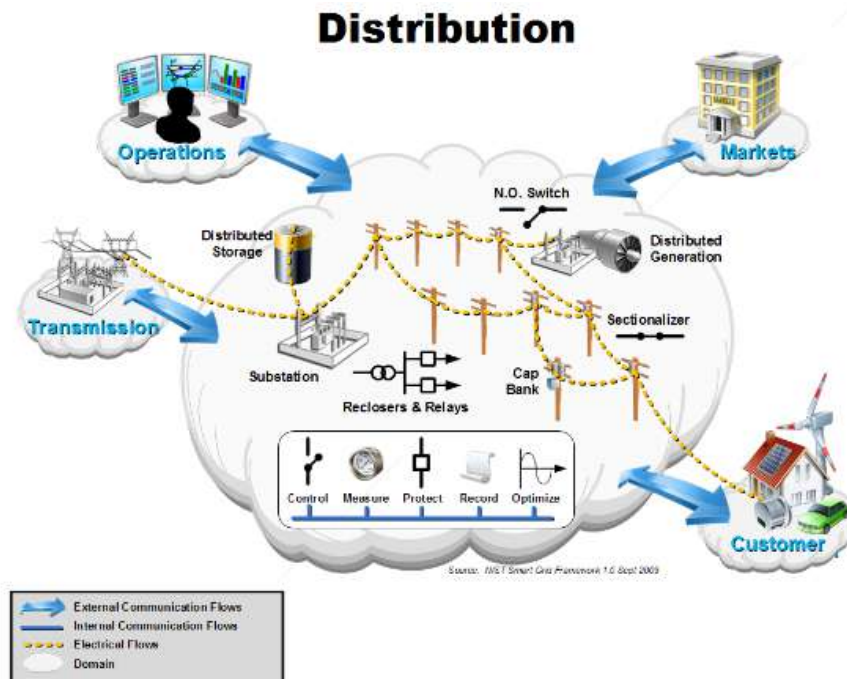 Distribution
Operations
Markets
N.O. Switch
Distributed
Storage
Distributed
Generation
Transmission
Sectionalizer
Substation
Cap
Bank
Reclosers & Relays
Control Measure Protect Record Optimize
Customer
Source: NIST Smart Grid Framework 1.0 Sept 2009
External Communication Flows
Internal Communication Flows
Electrical Flows
Domain